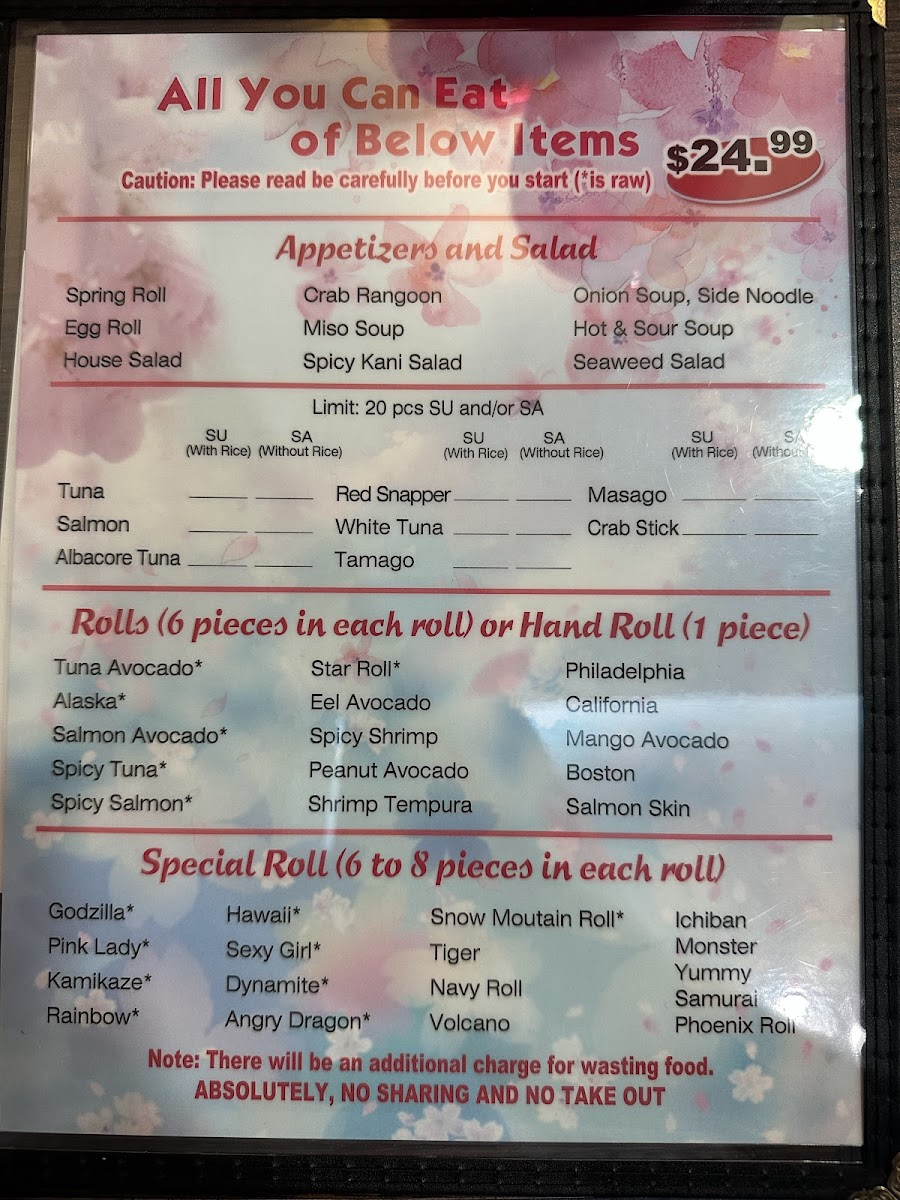 All You Can Eat
of Below Items
$24.99
Caution: Please read be carefully before you start (*is raw)
Appetizers and Salad
Spring Roll Crab Rangoon Onion Soup, Side Noodle
Egg Roll Miso Soup Hot & Sour Soup
House Salad Spicy Kani Salad Seaweed Salad
Limit: 20 pcs SU and/or SA
SU SA SU SA SU SA
(With Rice) (Without Rice) (With Rice) (Without Rice) (With Rice)
Tuna Red Snapper Masago
Salmon White Tuna Crab Stick
Albacore Tuna Tamago
Rolls (6 pieces in each roll) or Hand Roll (1 piece)
Tuna Avocado* Star Roll* Philadelphia
Alaska* Eel Avocado California
Salmon Avocado* Spicy Shrimp Mango Avocado
Spicy Tuna* Peanut Avocado Boston
Spicy Salmon* Shrimp Tempura Salmon Skin
Special Roll (6 to 8 pieces in each roll)
Godzilla* Hawaii* Snow Moutain Roll* Ichiban
Pink Lady* Sexy Girl* Tiger Monster
Kamikaze* Dynamite* Navy Roll Yummy
Rainbow* Angry Dragon* Volcano Samurai
Phoenix Roll
Note: There will be an additional charge for wasting food.
ABSOLUTELY, NO SHARING AND NO TAKE OUT